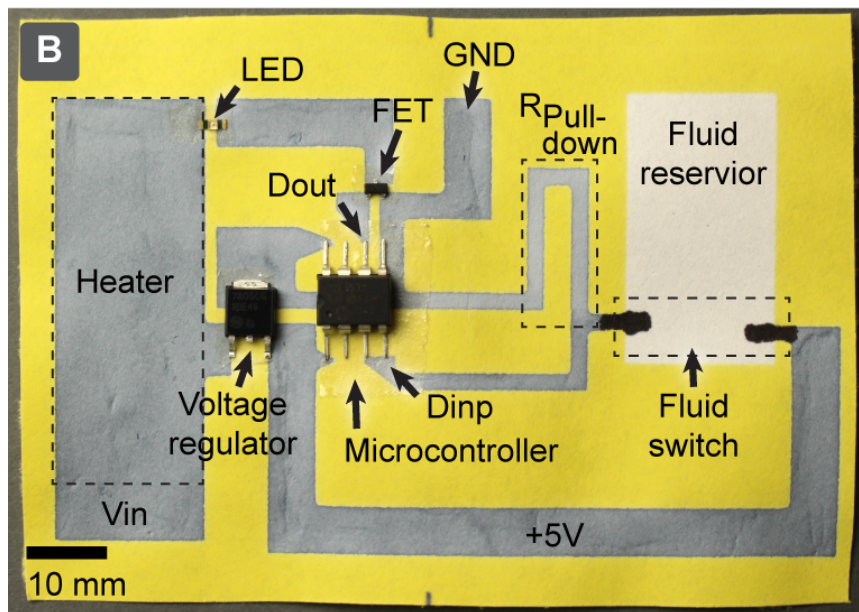 B
LED
GND
FET
RPull-
down
Fluid
reservior
Dout
Heater
Voltage
regulator
Dinp
Microcontroller
Fluid
switch
Vin
+5V
10 mm